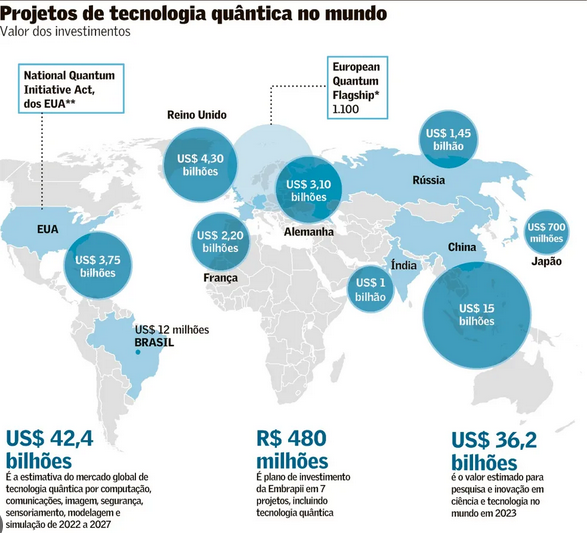 Projetos de tecnologia quântica no mundo
Valor dos investimentos
National Quantum
Initiative Act,
dos EUA**
European
Quantum
Flagship*
1.100
Reino Unido
US$ 4,30
bilhões
US$ 1,45
bilhão
Rússia
US$ 3,10
bilhões
Alemanha
EUA
US$ 3,75
bilhões
US$ 2,20
bilhões
França
China
US$ 700
milhões
Japão
Índia
US$ 1
bilhão
US$ 15
bilhões
US$ 12 milhões
BRASIL
US$ 42,4
bilhões
É a estimativa do mercado global de
tecnologia quântica por computação,
comunicações, imagem, segurança,
sensoriamento, modelagem e
simulação de 2022 a 2027
R$ 480
milhões
É plano de investimento
da Embrapii em 7
projetos, incluindo
tecnologia quântica
US$ 36,2
bilhões
é o valor estimado para
pesquisa e inovação em
ciência e tecnologia no
mundo em 2023